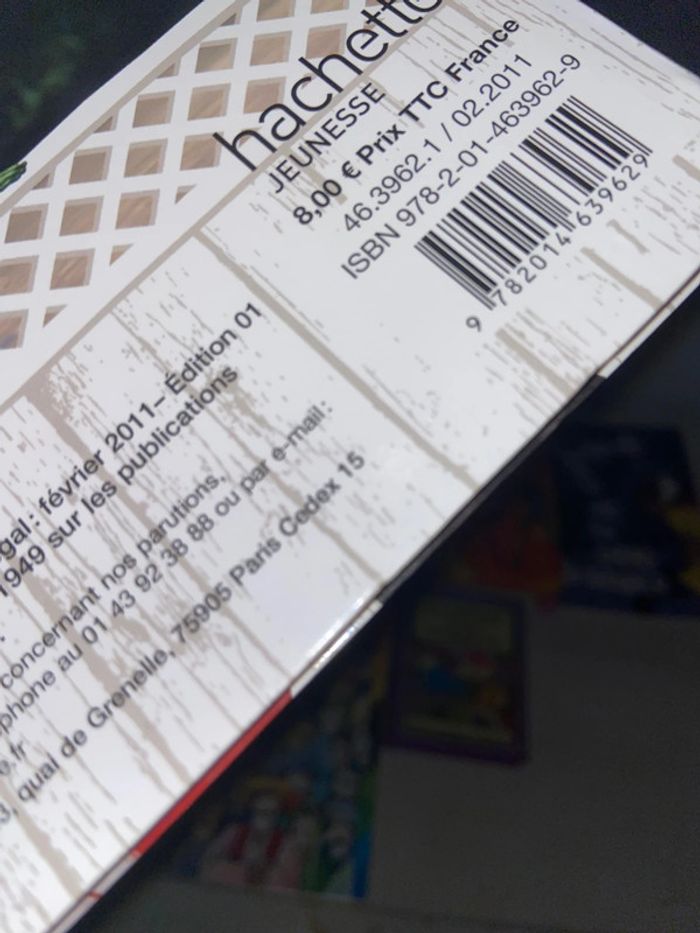 hachette
JEUNESSE
8,00 € Prix TTC France
46.3962.1 / 02.2011
ISBN 978-2-01-463962-9
9 782014 639629
gal : février 2011– Édition 01
1949 sur les publications
concernant nos parutions,
phone au 01 43 92 38 88 ou par e-mail :
.fr
3, quai de Grenelle, 75905 Paris Cedex 15